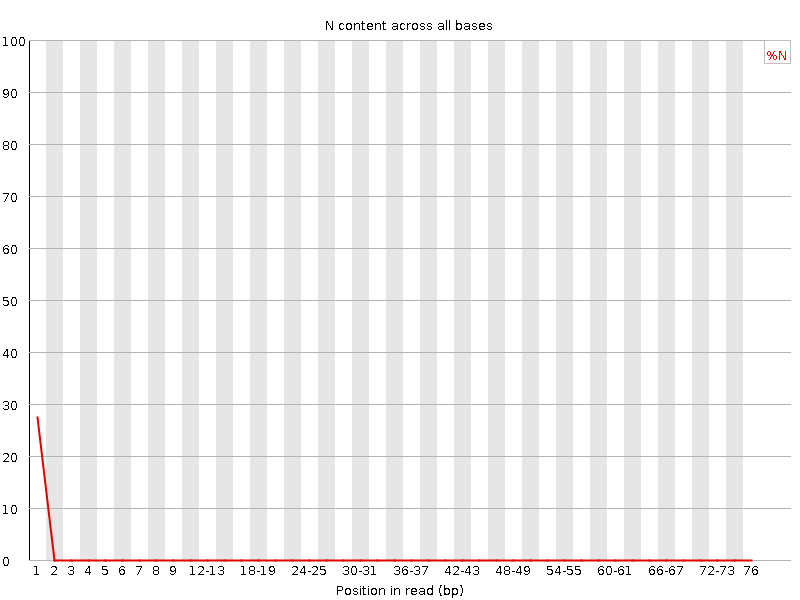 N content across all bases
%N
100
90
80
70
60
50
40
30
20
10
0
1 2 3 4 5 6 7 8 9 12-13 18-19 24-25 30-31 36-37 42-43 48-49 54-55 60-61 66-67 72-73 76
Position in read (bp)